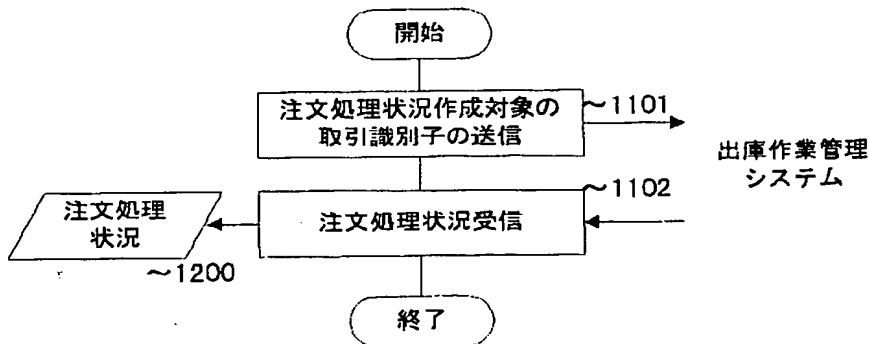 開始
注文処理状況作成対象の
取引識別子の送信
～1101
出庫作業管理
システム
～1102
注文処理状況受信
注文処理
状況
～1200
終了